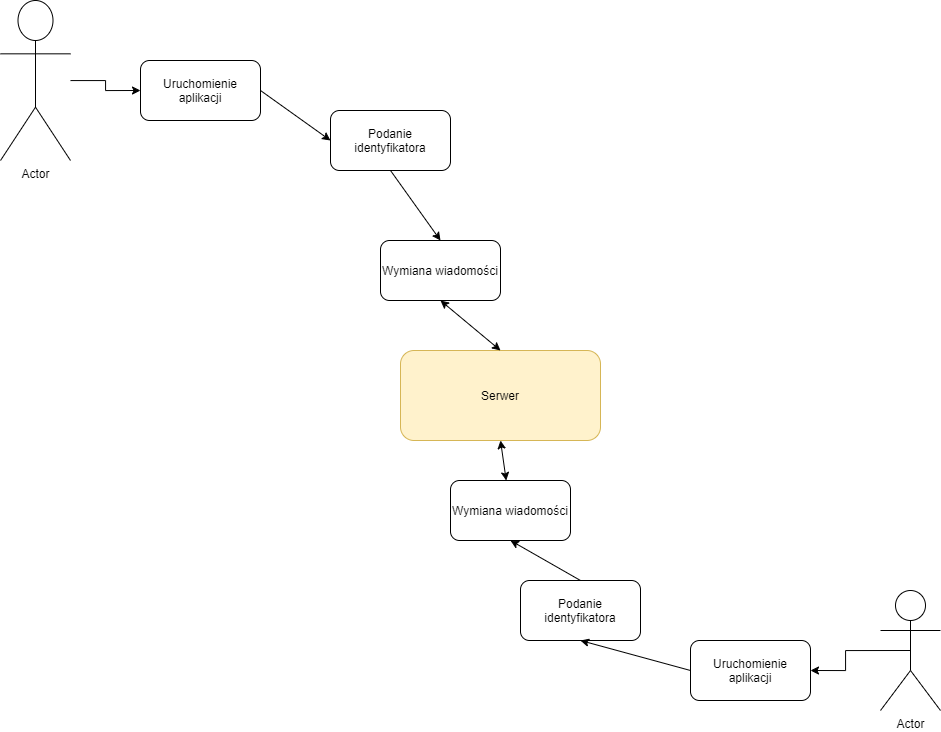 Uruchomienie
aplikacji
Podanie
identyfikatora
Actor
Wymiana wiadomości
Serwer
Wymiana wiadomości
Podanie
identyfikatora
Uruchomienie
aplikacji
Actor